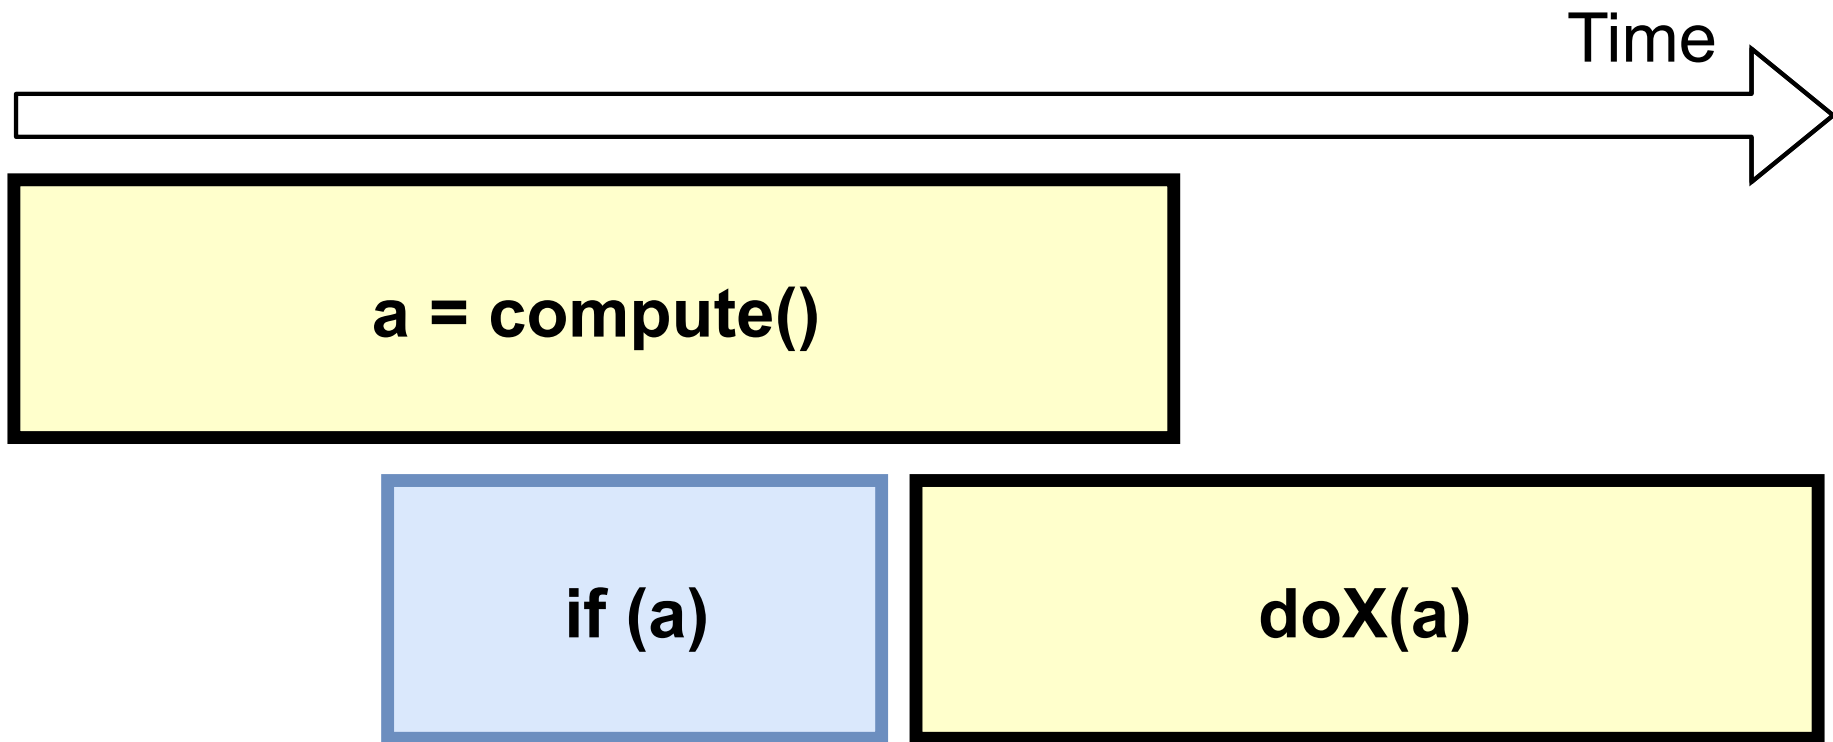 Time
a = compute()
if (a)
doX(a)